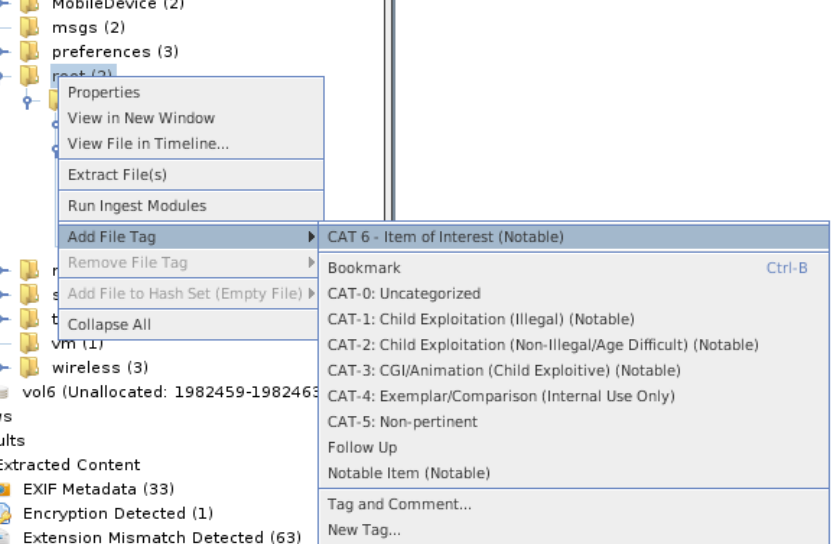 MobileDevice (2)
msgs (2)
preferences (3)
root (2)
Properties
View in New Window
View File in Timeline...
Extract File(s)
Run Ingest Modules
Add File Tag
Remove File Tag
Add File to Hash Set (Empty File)
Collapse All
CAT 6 - Item of Interest (Notable)
Bookmark Ctrl-B
CAT-0: Uncategorized
CAT-1: Child Exploitation (Illegal) (Notable)
CAT-2: Child Exploitation (Non-Illegal/Age Difficult) (Notable)
CAT-3: CGI/Animation (Child Exploitive) (Notable)
CAT-4: Exemplar/Comparison (Internal Use Only)
CAT-5: Non-pertinent
Follow Up
Notable Item (Notable)
Tag and Comment...
New Tag...
vm (1)
wireless (3)
vol6 (Unallocated: 1982459-1982463
Extracted Content
EXIF Metadata (33)
Encryption Detected (1)
Extension Mismatch Detected (63)